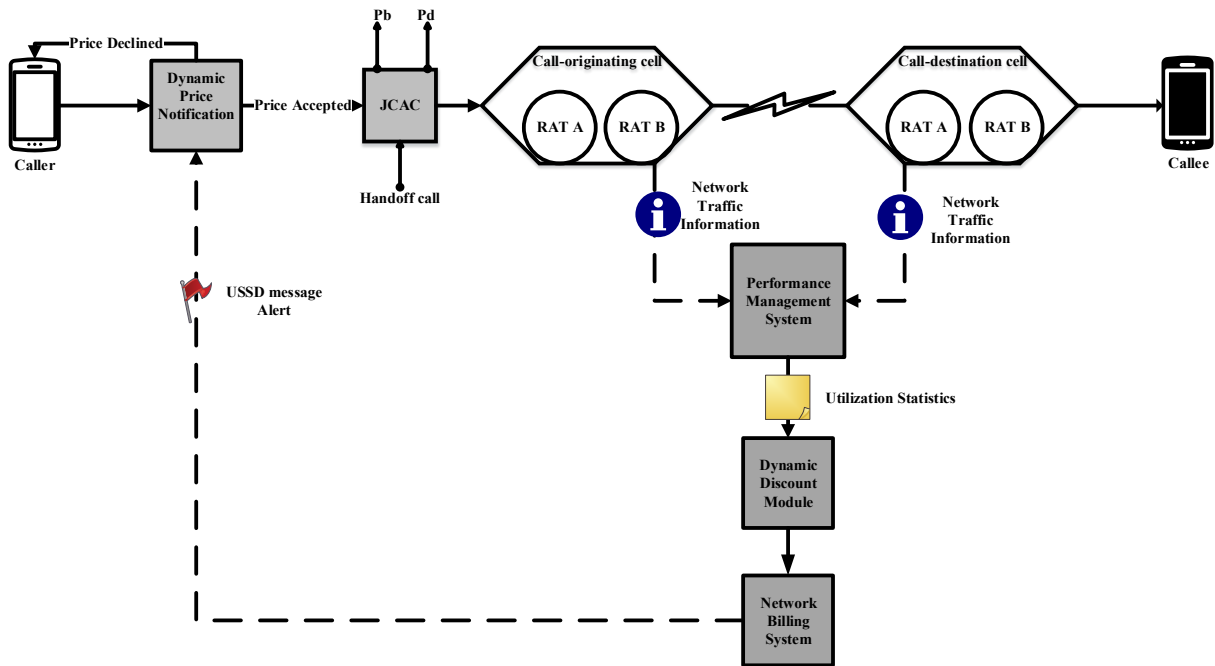 Pb
Pd
Price Declined
Dynamic
Price
Notification
Price Accepted
JCAC
Call-originating cell
RAT A
RAT B
Call-destination cell
RAT A
RAT B
Caller
Callee
Handoff call
Network
Traffic
Information
Network
Traffic
Information
USSD message
Alert
Performance
Management
System
Utilization Statistics
Dynamic
Discount
Module
Network
Billing
System